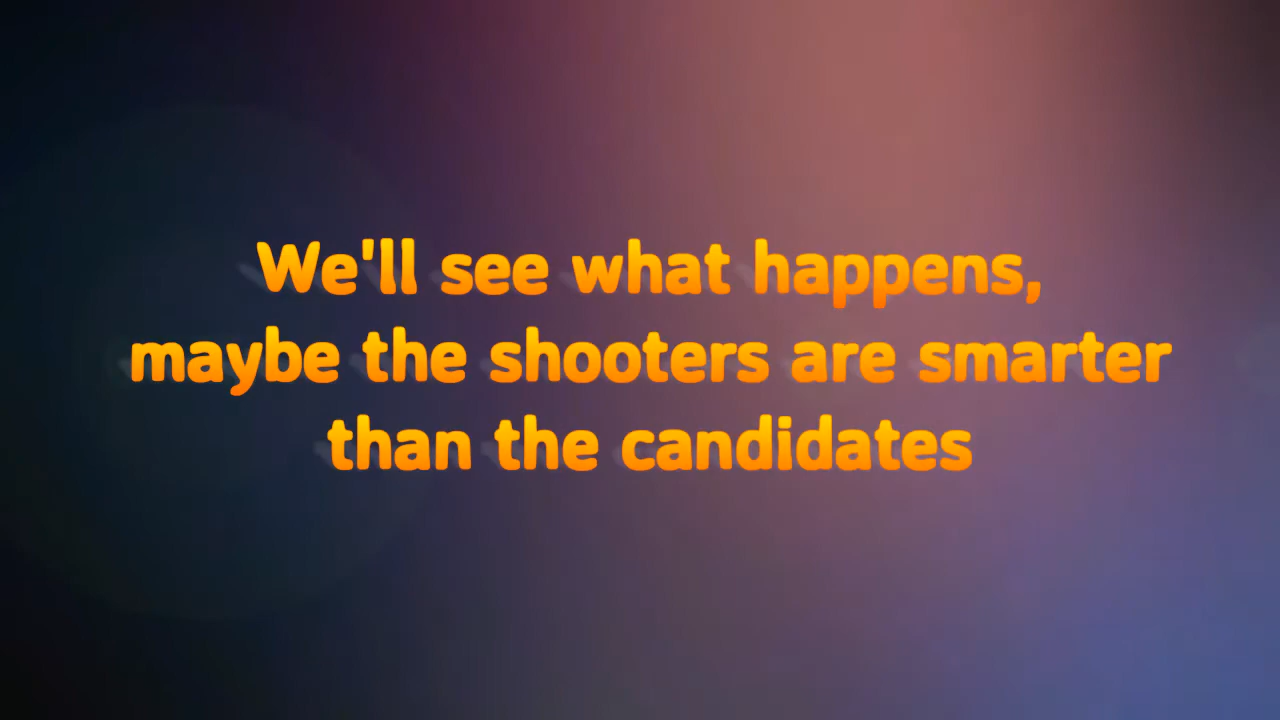 We'll see what happens,
maybe the shooters are smarter
than the candidates